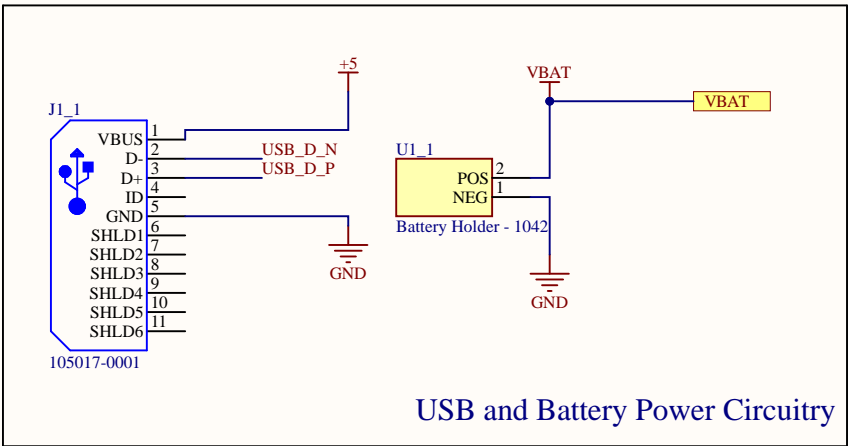 +5
VBAT
VBAT
J1_1
VBUS 1
D- 2
D+ 3
ID 4
GND 5
SHLD1 6
SHLD2 7
SHLD3 8
SHLD4 9
SHLD5 10
SHLD6 11
105017-0001
USB_D_N
USB_D_P
GND
U1_1
POS 2
NEG 1
Battery Holder - 1042
GND
USB and Battery Power Circuitry